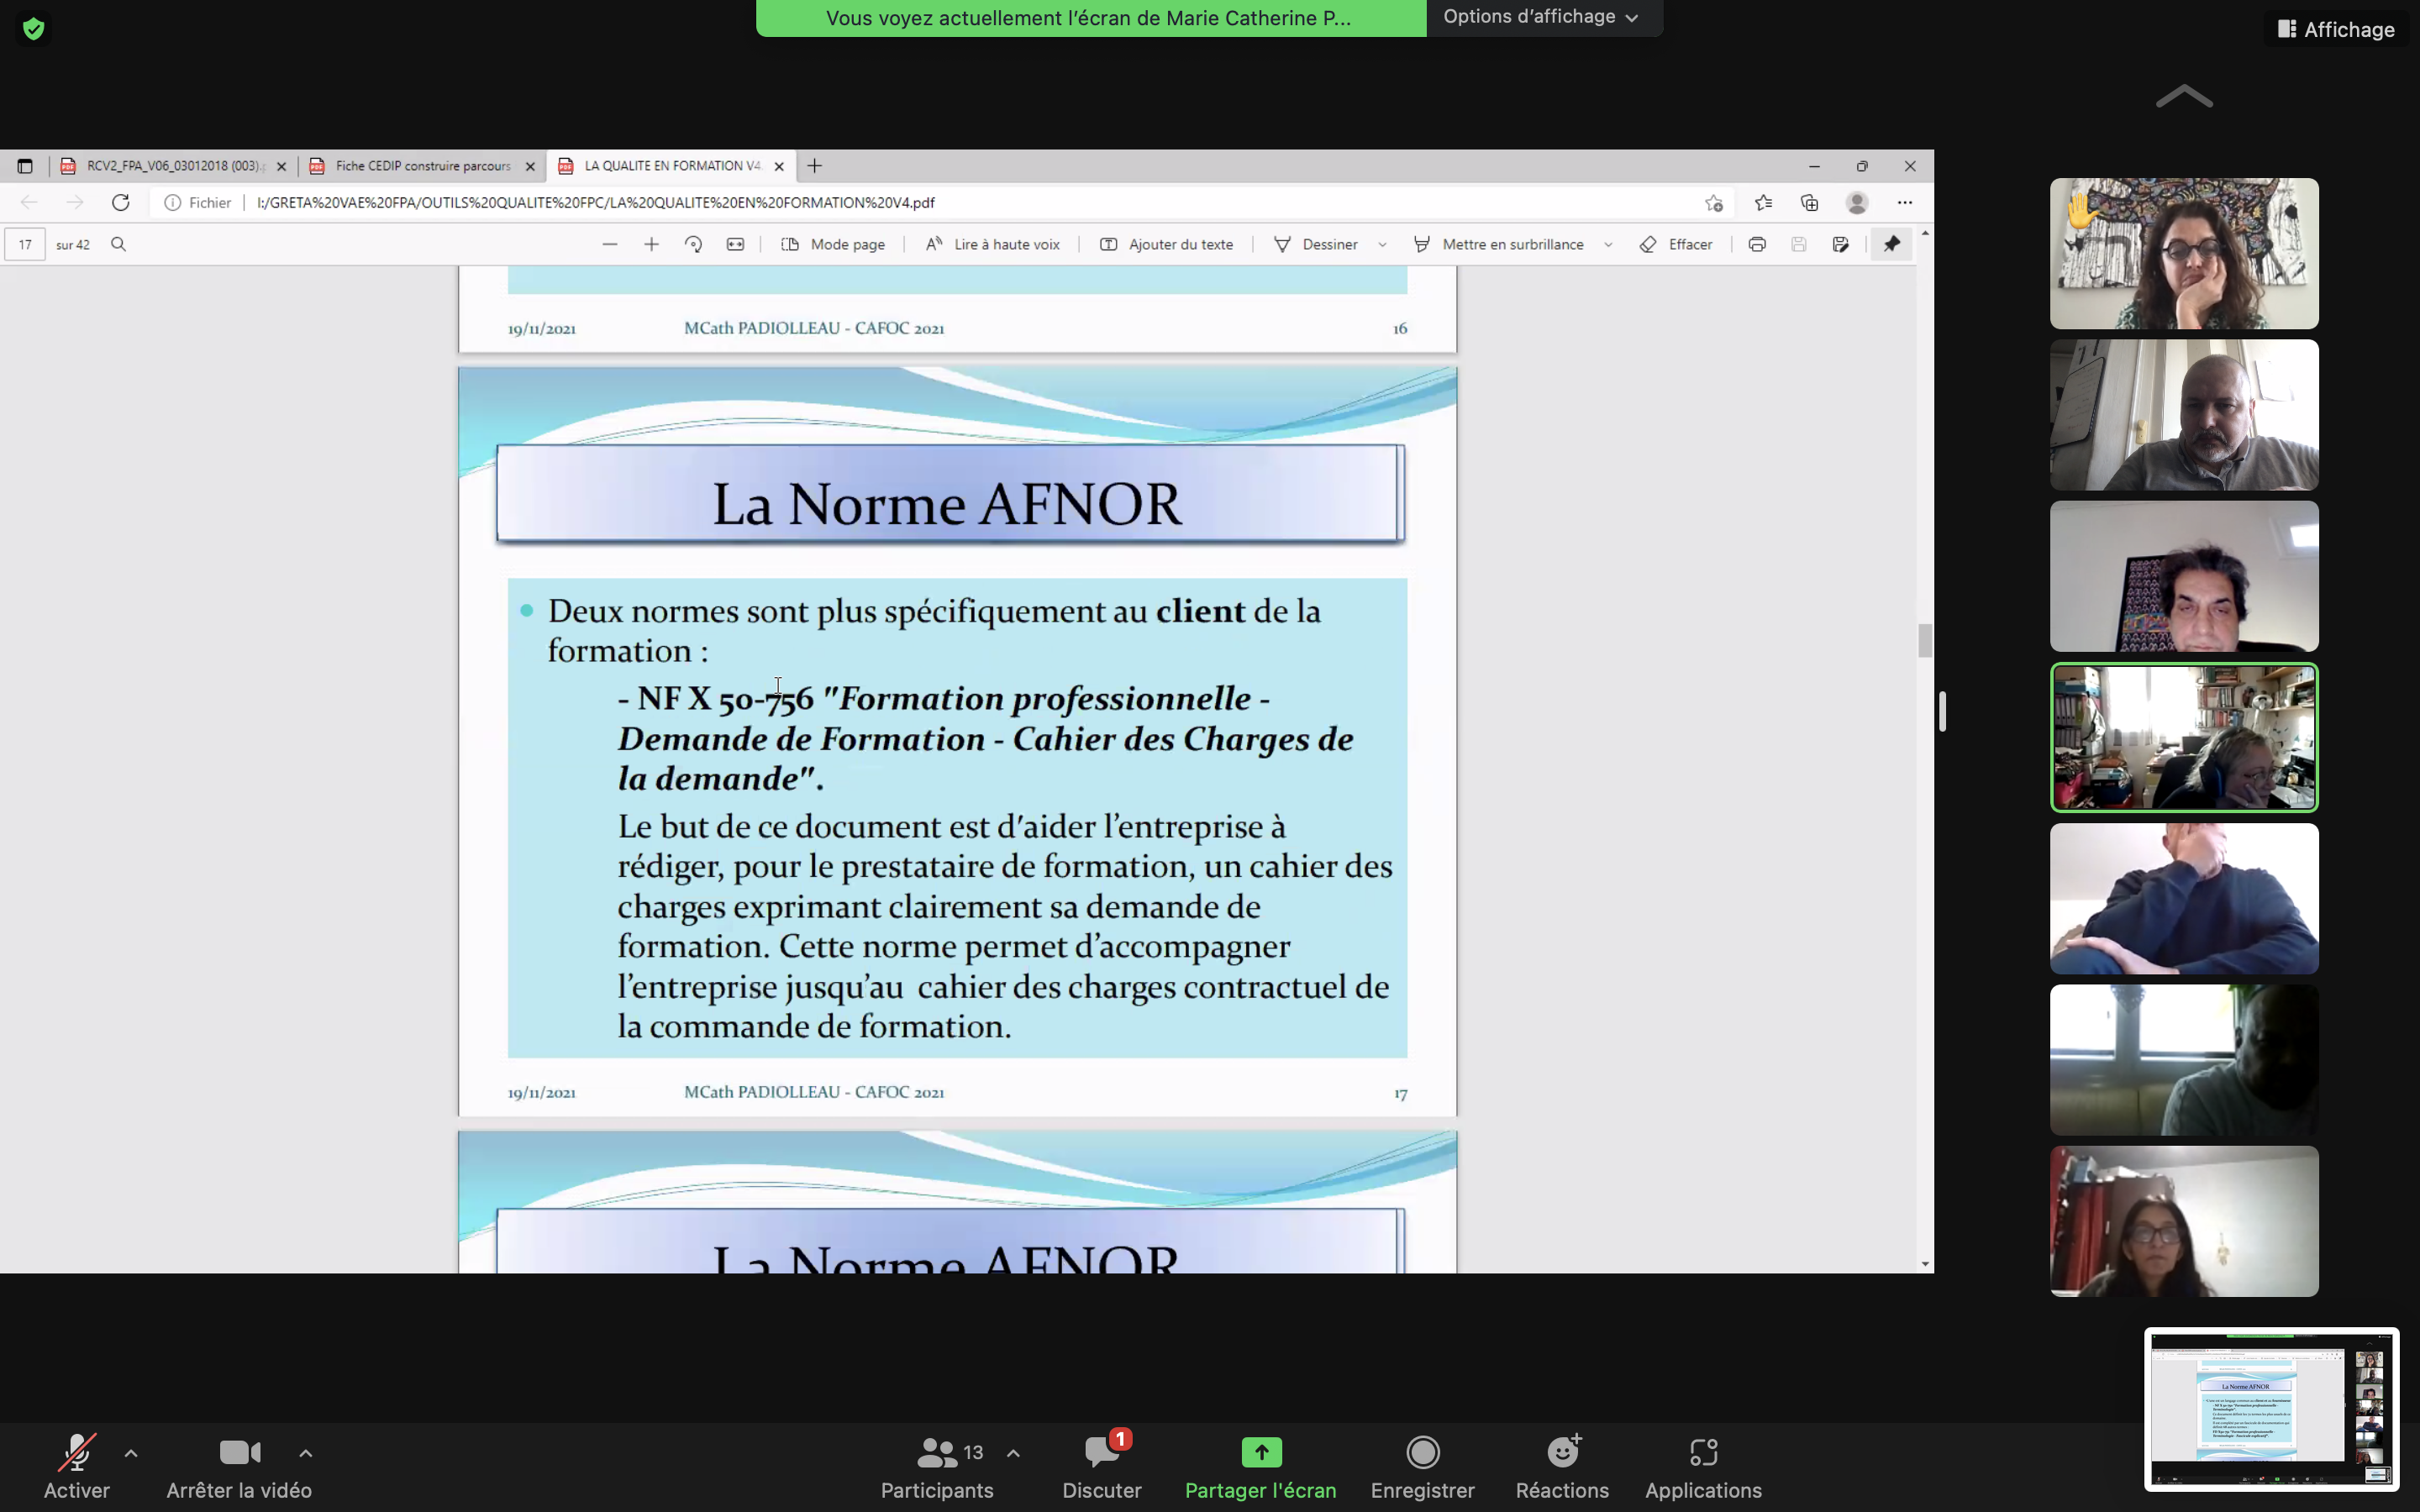 Vous voyez actuellement l'écran de Marie Catherine P...
Options d'affichage
Affichage
RCV2_FPA_V06_03012018 (003).p
Fiche CEDIP construire parcours
LA QUALITE EN FORMATION V4
Fichier
I:/GRETA%20VAE%20FPA/OUTILS%20QUALITE%20FPC/LA%20QUALITE%20EN%20FORMATION%20V4.pdf
17 sur 42
Mode page
Lire à haute voix
Ajouter du texte
Dessiner
Mettre en surbrillance
Effacer
19/11/2021 MCath PADIOLLEAU - CAFOC 2021 16
La Norme AFNOR
Deux normes sont plus spécifiquement au client de la
formation :
- NF X 50-756 "Formation professionnelle -
Demande de Formation - Cahier des Charges de
la demande".
Le but de ce document est d'aider l'entreprise à
rédiger, pour le prestataire de formation, un cahier des
charges exprimant clairement sa demande de
formation. Cette norme permet d'accompagner
l'entreprise jusqu'au cahier des charges contractuel de
la commande de formation.
19/11/2021 MCath PADIOLLEAU - CAFOC 2021 17
La Norme AFNOR
La Norme AFNOR
Activer
Arrêter la vidéo
13
Participants
1
Discuter
Partager l'écran
Enregistrer
Réactions
Applications